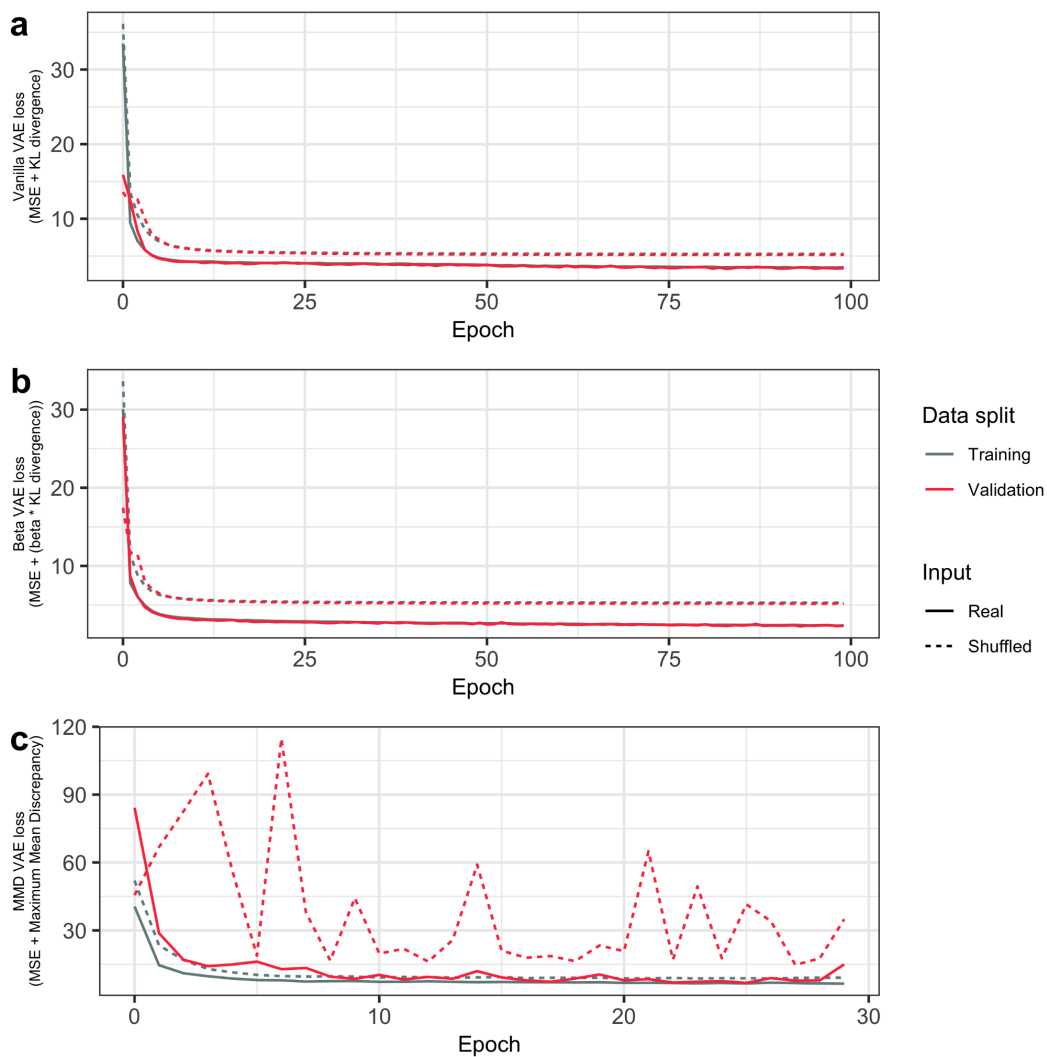 a
Vanilla VAE loss
(MSE + KL divergence)
30
20
10
0
25
50
75
100
Epoch
b
Beta VAE loss
(MSE + (beta * KL divergence))
30
20
10
0
25
50
75
100
Epoch
Data split
Training
Validation
Input
Real
Shuffled
c
MMD VAE loss
(MSE + Maximum Mean Discrepancy)
120
90
60
30
0
10
20
30
Epoch